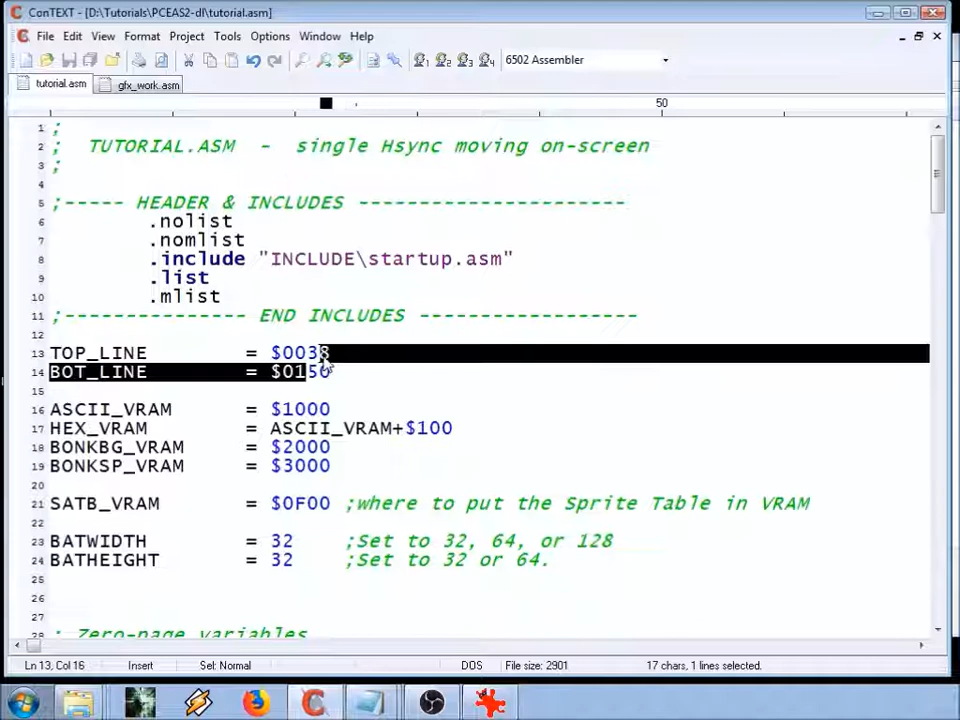 ConTEXT - [D:\Tutorials\PCEAS2-dl\tutorial.asm]
File Edit View Format Project Tools Options Window Help
6502 Assembler
tutorial.asm gfx_work.asm
50
1 ;
2 ; TUTORIAL.ASM - single Hsync moving on-screen
3 ;
4
5 ;----- HEADER & INCLUDES ----------------------
6 .nolist
7 .nomlist
8 .include "INCLUDE\startup.asm"
9 .list
10 .mlist
11 ;--------------- END INCLUDES ------------------
12
13 TOP_LINE = $0038
14 BOT_LINE = $0150
15
16 ASCII_VRAM = $1000
17 HEX_VRAM = ASCII_VRAM+$100
18 BONKBG_VRAM = $2000
19 BONKSP_VRAM = $3000
20
21 SATB_VRAM = $0F00 ;where to put the Sprite Table in VRAM
22
23 BATWIDTH = 32 ;Set to 32, 64, or 128
24 BATHEIGHT = 32 ;Set to 32 or 64.
25
26
27
28 ; Zero-page variables
Ln 13, Col 16 Insert Sel: Normal DOS File size: 2901 17 chars, 1 lines selected.